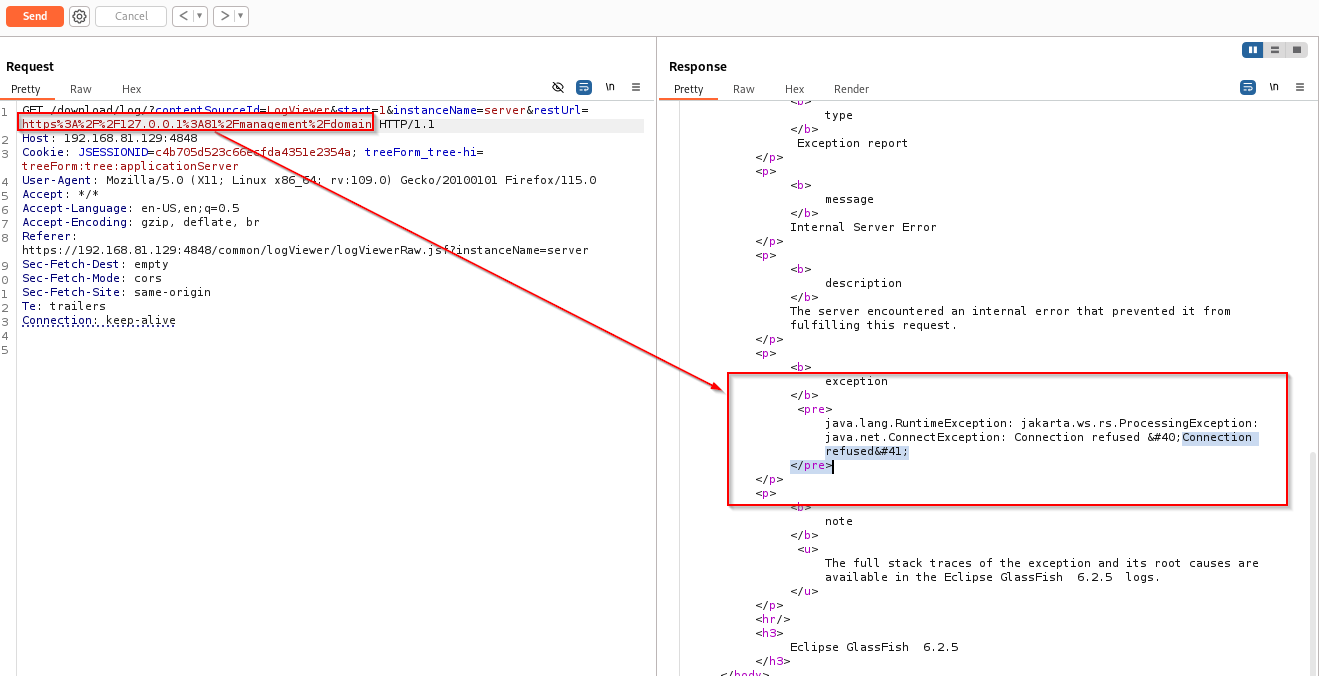 Send
Cancel
< ▾
> ▾
Request
Pretty Raw Hex
\n
1 GET /download/log/?contentSourceId=LogViewer&start=1&instanceName=server&restUrl=
https%3A%2F%2F127.0.0.1%3A81%2Fmanagement%2Fdomain HTTP/1.1
2 Host: 192.168.81.129:4848
3 Cookie: JSESSIONID=c4b705d523c66ecfda4351e2354a; treeForm_tree-hi=
treeForm:tree:applicationServer
4 User-Agent: Mozilla/5.0 (X11; Linux x86_64; rv:109.0) Gecko/20100101 Firefox/115.0
5 Accept: */*
6 Accept-Language: en-US,en;q=0.5
7 Accept-Encoding: gzip, deflate, br
8 Referer:
https://192.168.81.129:4848/common/logViewer/logViewerRaw.jsf?instanceName=server
9 Sec-Fetch-Dest: empty
0 Sec-Fetch-Mode: cors
1 Sec-Fetch-Site: same-origin
2 Te: trailers
3 Connection: keep-alive
4
5
Response
Pretty Raw Hex Render
\n
<b>
type
</b>
Exception report
</p>
<p>
<b>
message
</b>
Internal Server Error
</p>
<p>
<b>
description
</b>
The server encountered an internal error that prevented it from
fulfilling this request.
</p>
<p>
<b>
exception
</b>
<pre>
java.lang.RuntimeException: jakarta.ws.rs.ProcessingException:
java.net.ConnectException: Connection refused &#40;Connection
refused&#41;
</pre>
</p>
<p>
<b>
note
</b>
<u>
The full stack traces of the exception and its root causes are
available in the Eclipse GlassFish  6.2.5  logs.
</u>
</p>
<hr/>
<h3>
Eclipse GlassFish  6.2.5
</h3>
</body>